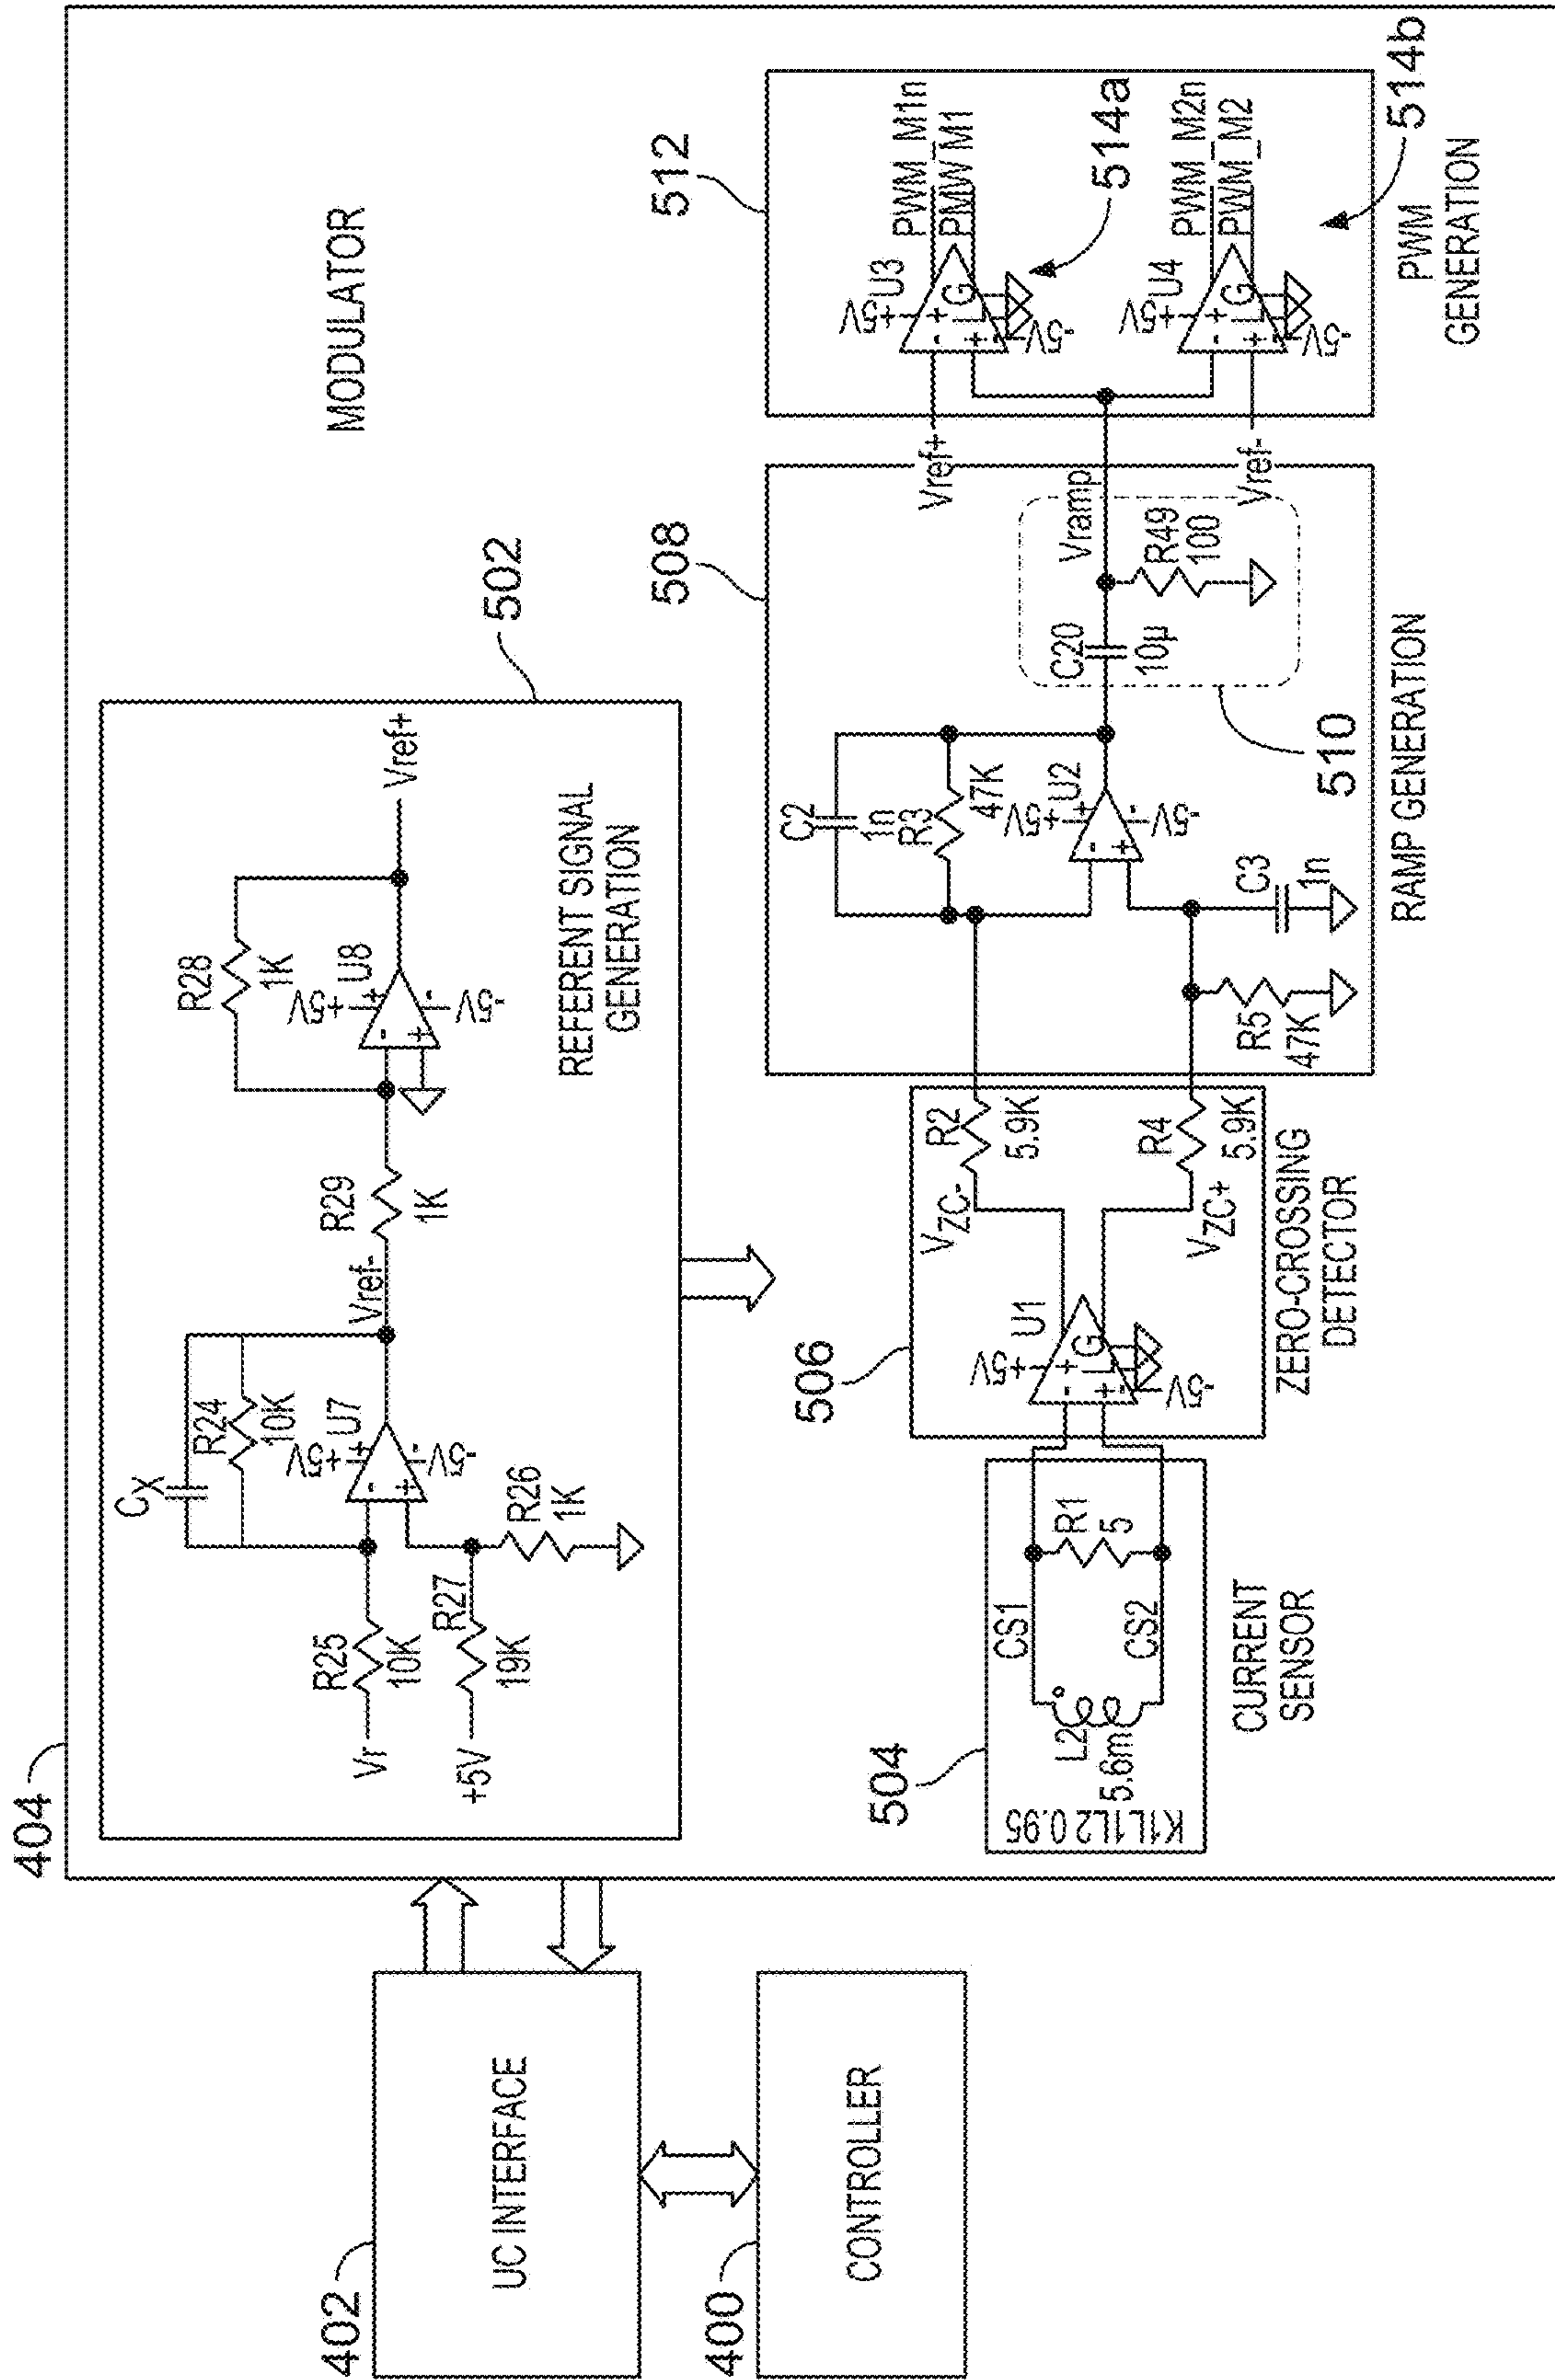 404
MODULATOR
502
REFERENT SIGNAL
GENERATION
Cx
R24
10K
+5V
U7
+
-
-
+
-5V
Vr
R25
10K
+5V
R27
19K
R26
1K
Vref-
R29
1K
R28
1K
+5V
U8
+
-
-
+
-5V
Vref+
402
UC INTERFACE
400
CONTROLLER
504
K1L1L2 0.95
L2
5.6m
CS1
CS2
R1
5
CURRENT
SENSOR
506
+5V
U1
-
+
+
-
L
G
-5V
VZC-
R2
5.9K
VZC+
R4
5.9K
ZERO-CROSSING
DETECTOR
508
C2
1n
R3
47K
+5V
U2
+
-
-
+
-5V
R5
47K
C3
1n
C20
10µ
Vramp
R49
100
510
RAMP GENERATION
512
Vref+
+5V
U3
-
+
+
-
L
G
-5V
PWM_M1n
PMW M1
514a
Vref-
+5V
U4
-
+
+
-
L
G
-5V
PWM_M2n
PWM_M2
514b
PWM
GENERATION